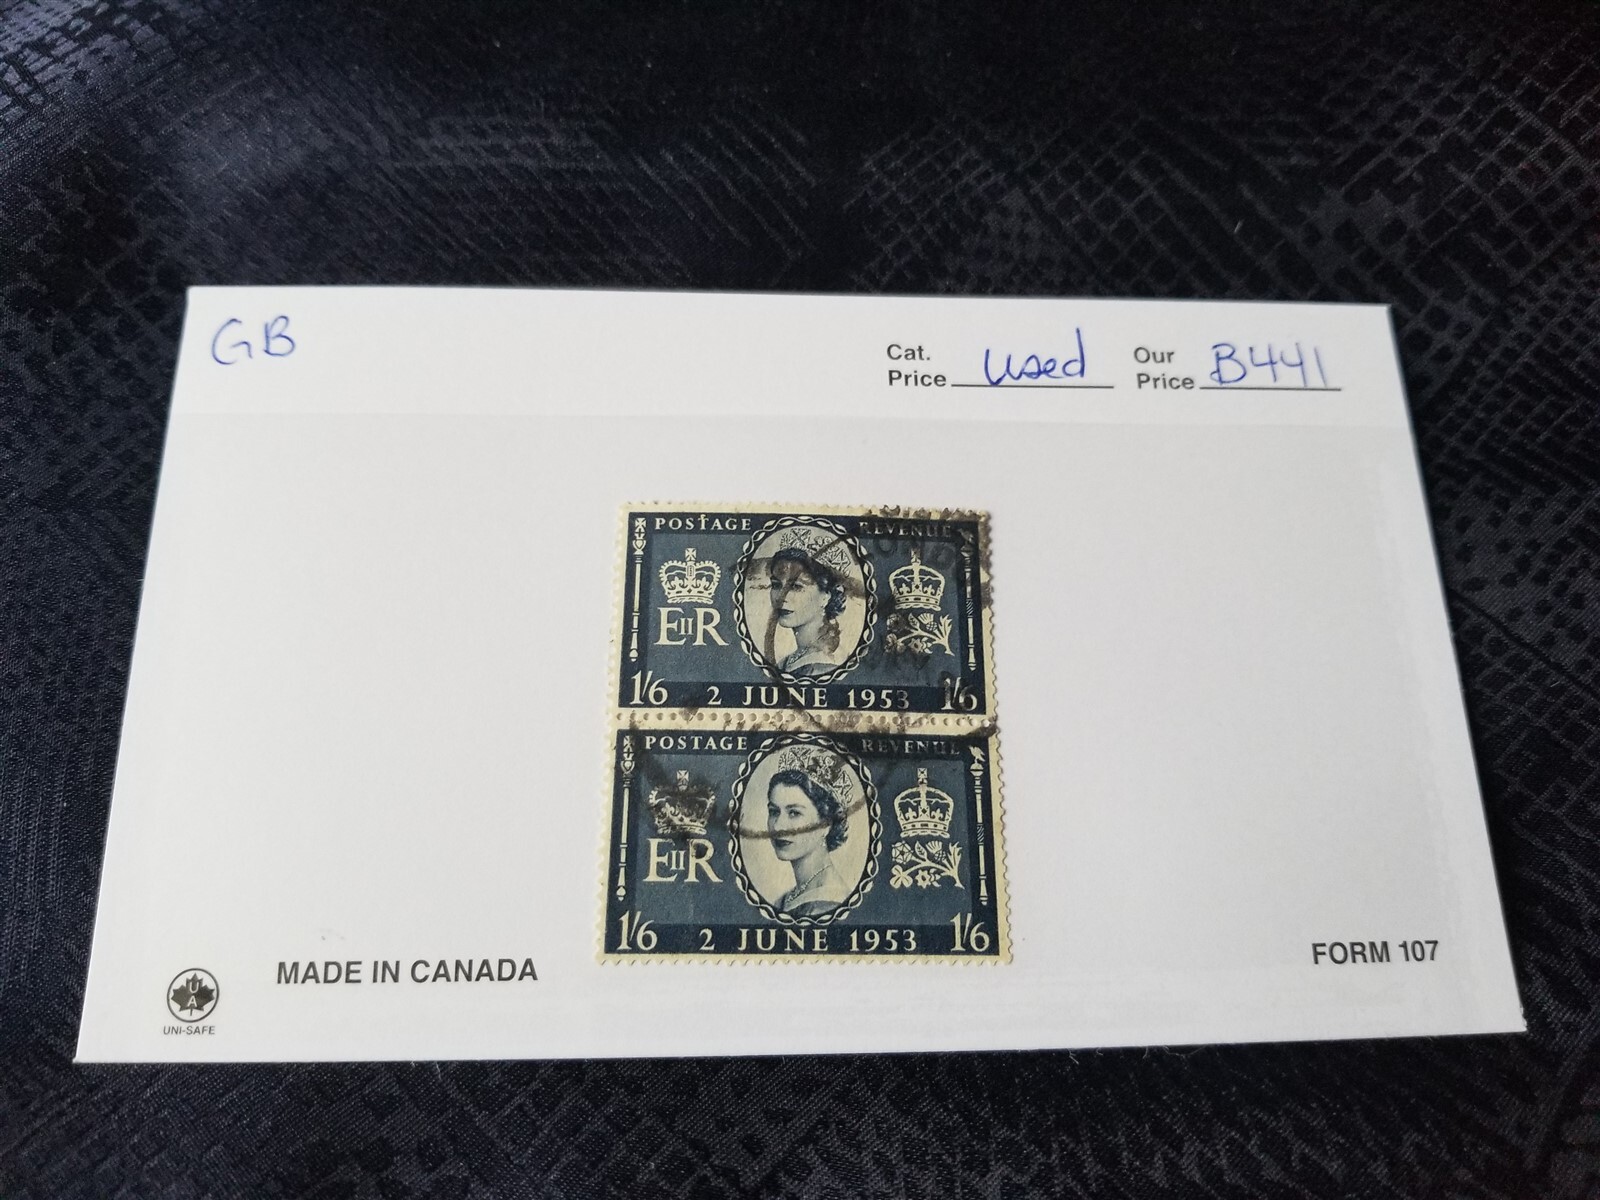 GB
Cat. Price used
Our Price B441
POSTAGE REVENUE
EIIR
1/6 2 JUNE 1953 1/6
POSTAGE REVENUE
EIIR
1/6 2 JUNE 1953 1/6
UA
UNI-SAFE
MADE IN CANADA
FORM 107